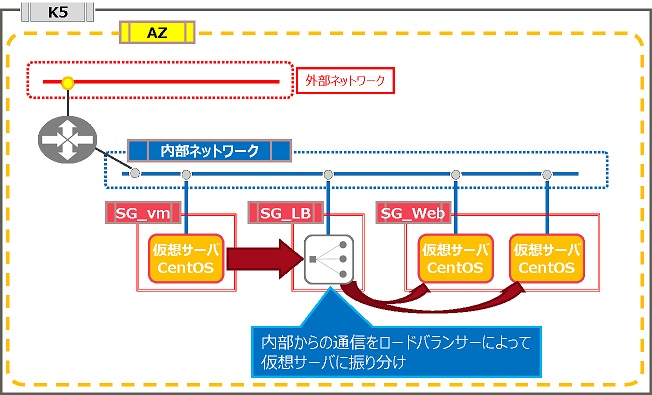 K5
AZ
外部ネットワーク
内部ネットワーク
SG_vm
SG_LB
SG_Web
仮想サーバ
CentOS
仮想サーバ
CentOS
仮想サーバ
CentOS
内部からの通信をロードバランサーによって
仮想サーバに振り分け